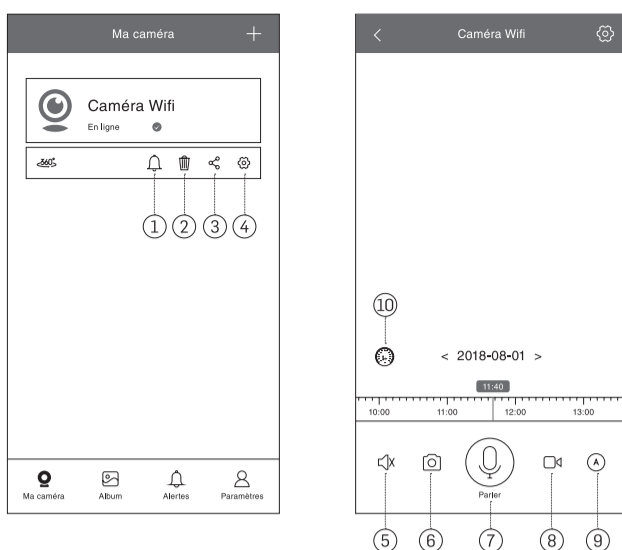 Ma caméra +
Caméra Wifi
En ligne
360°
1 2 3 4
Ma caméra Album Alertes Paramètres
Caméra Wifi
10
< 2018-08-01 >
11:40
10:00 11:00 12:00 13:00
A
Parler
5 6 7 8 9